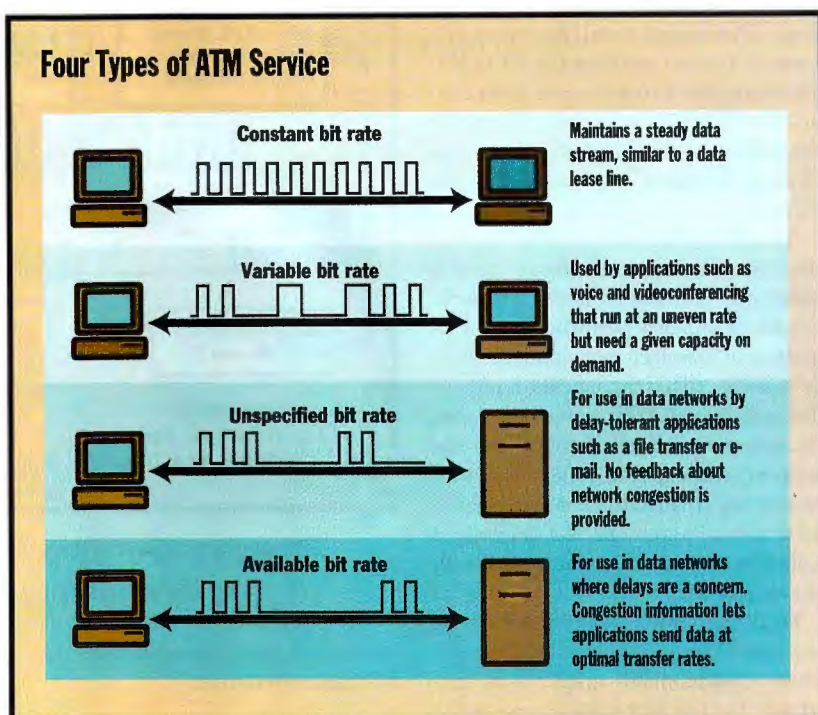 Four Types of ATM Service
Constant bit rate
Maintains a steady data
stream, similar to a data
lease line.
Variable bit rate
Used by applications such as
voice and videoconferencing
that run at an uneven rate
but need a given capacity on
demand.
Unspecified bit rate
For use in data networks by
delay-tolerant applications
such as a file transfer or e-
mail. No feedback about
network congestion is
provided.
Available bit rate
For use in data networks
where delays are a concern.
Congestion information lets
applications send data at
optimal transfer rates.